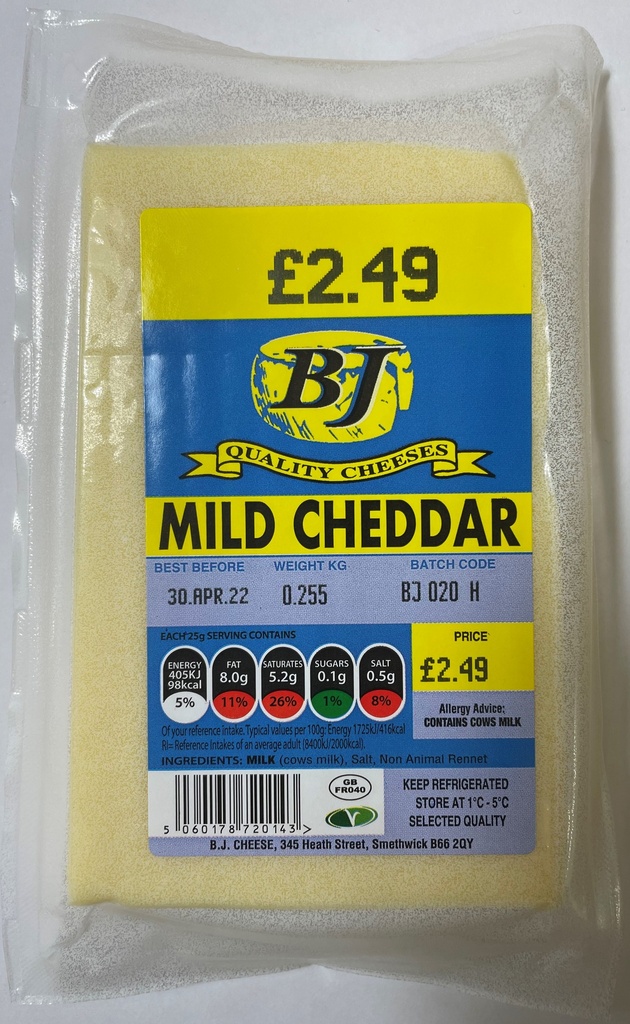 £2.49
BJ
QUALITY CHEESES
MILD CHEDDAR
BEST BEFORE WEIGHT KG BATCH CODE
30.APR.22 0.255 BJ 020 H
EACH 25g SERVING CONTAINS
ENERGY 405KJ 98kcal 5%
FAT 8.0g 11%
SATURATES 5.2g 26%
SUGARS 0.1g 1%
SALT 0.5g 8%
PRICE
£2.49
Of your reference intake. Typical values per 100g: Energy 1725kJ/416kcal
RI= Reference Intakes of an average adult (8400kJ/2000kcal).
Allergy Advice;
CONTAINS COWS MILK
INGREDIENTS: MILK (cows milk), Salt, Non Animal Rennet
5 060178 720143 >
GB
FR040
V
KEEP REFRIGERATED
STORE AT 1°C - 5°C
SELECTED QUALITY
B.J. CHEESE, 345 Heath Street, Smethwick B66 2QY